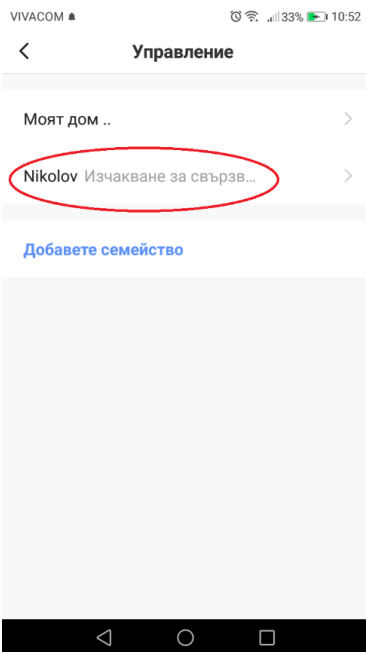 VIVACOM 33% 10:52
Управление
Моят дом ..
Nikolov Изчакване за свързв...
Добавете семейство